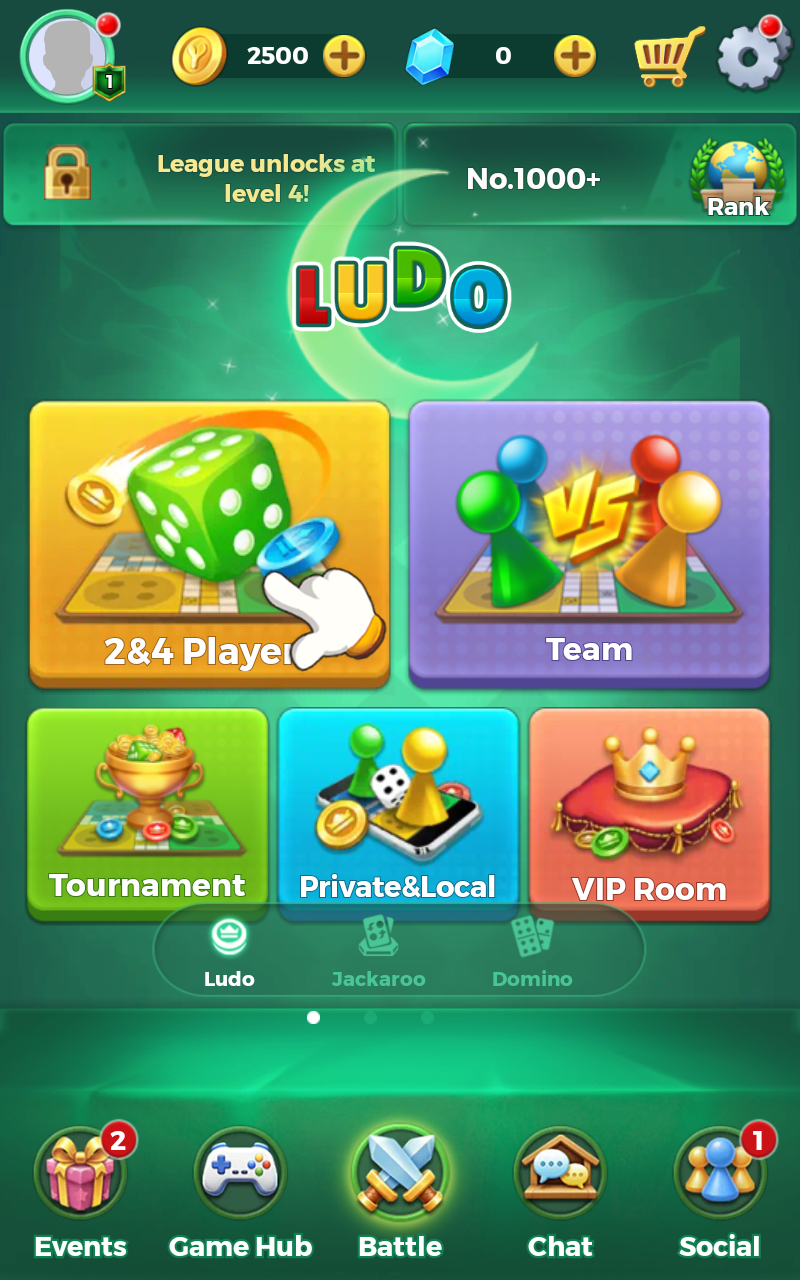 1
2500
0
League unlocks at
level 4!
No.1000+
Rank
LUDO
VS
2&4 Player
Team
Tournament
Private&Local
VIP Room
Ludo
Jackaroo
Domino
2
1
Events
Game Hub
Battle
Chat
Social